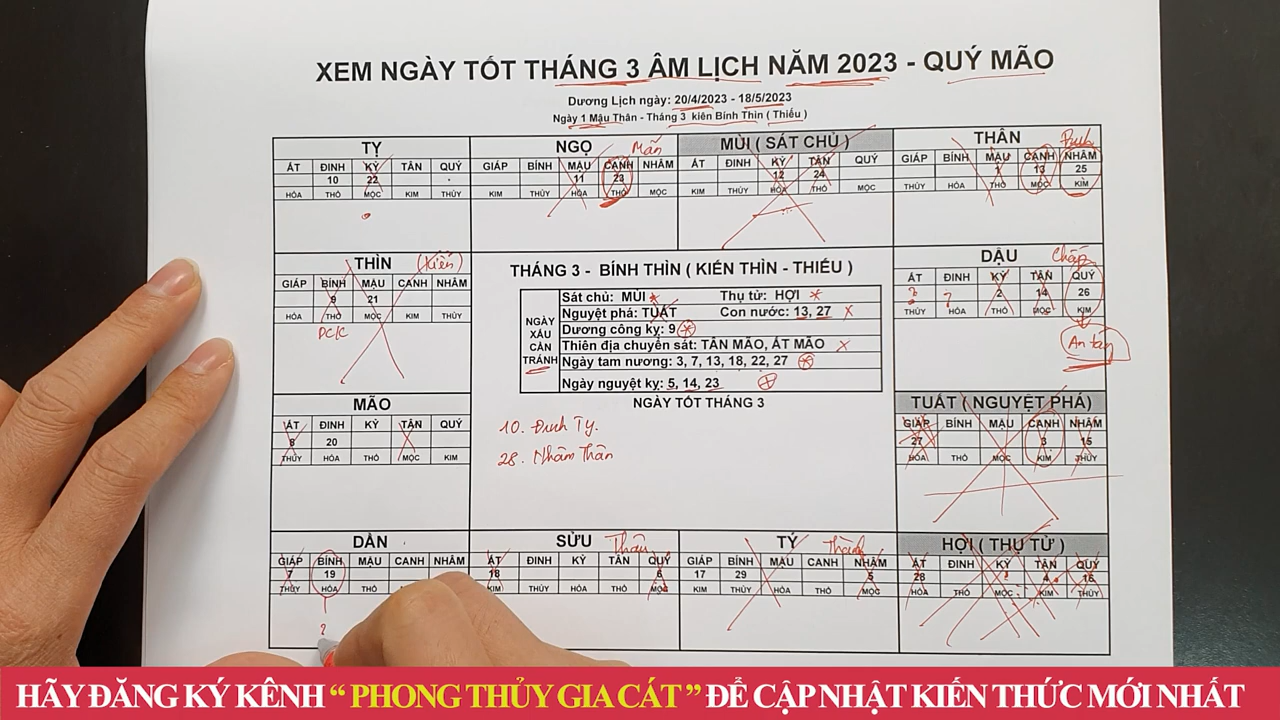 XEM NGÀY TỐT THÁNG 3 ÂM LỊCH NĂM 2023 - QUÝ MÃO
Dương Lịch ngày: 20/4/2023 - 18/5/2023
Ngày 1 Mậu Thân - Tháng 3 kiên Bính Thìn ( Thiếu )
TỴ
ẤT ĐINH KỶ TÂN QUÝ
10 22
HỎA THỔ MỘC KIM THỦY
NGỌ Mãn
GIÁP BÍNH MẬU CANH NHÂM
11 23
KIM THỦY HỎA THỔ MỘC
MÙI ( SÁT CHỦ )
ẤT ĐINH KỶ TÂN QUÝ
12 24
KIM THỦY HỎA THỔ MỘC
THÂN
GIÁP BÍNH MẬU CANH NHÂM
1 13 25
THỦY HỎA THỔ MỘC KIM
THÌN (Kiến)
GIÁP BÍNH MẬU CANH NHÂM
9 21
HỎA THỔ MỘC KIM THỦY
DCK
THÁNG 3 - BÍNH THÌN ( KIẾN THÌN - THIẾU )
NGÀY XẤU CẦN TRÁNH
Sát chủ: MÙI Thụ tử: HỢI
Nguyệt phá: TUẤT Con nước: 13, 27
Dương công kỵ: 9
Thiên địa chuyển sát: TÂN MÃO, ẤT MÃO
Ngày tam nương: 3, 7, 13, 18, 22, 27
Ngày nguyệt kỵ: 5, 14, 23
NGÀY TỐT THÁNG 3
10. Đinh Tỵ.
28. Nhâm Thân
DẬU Chấp
ẤT ĐINH KỶ TÂN QUÝ
? ? 2 14 26
THỦY HỎA THỔ MỘC KIM
An táng
MÃO
ẤT ĐINH KỶ TÂN QUÝ
8 20
THỦY HỎA THỔ MỘC KIM
TUẤT ( NGUYỆT PHÁ)
GIÁP BÍNH MẬU CANH NHÂM
27 3 15
HỎA THỔ MỘC KIM THỦY
DẦN
GIÁP BÍNH MẬU CANH NHÂM
7 19
THỦY HỎA THỔ
?
SỬU Thâu
ẤT ĐINH KỶ TÂN QUÝ
18 6
KIM THỦY HỎA THỔ MỘC
TÝ Thành
GIÁP BÍNH MẬU CANH NHÂM
17 29 5
KIM THỦY HỎA THỔ MỘC
HỢI ( THỤ TỬ )
ẤT ĐINH KỶ TÂN QUÝ
28 4 16
HỎA THỔ MỘC KIM THỦY
HÃY ĐĂNG KÝ KÊNH “ PHONG THỦY GIA CÁT ” ĐỂ CẬP NHẬT KIẾN THỨC MỚI NHẤT